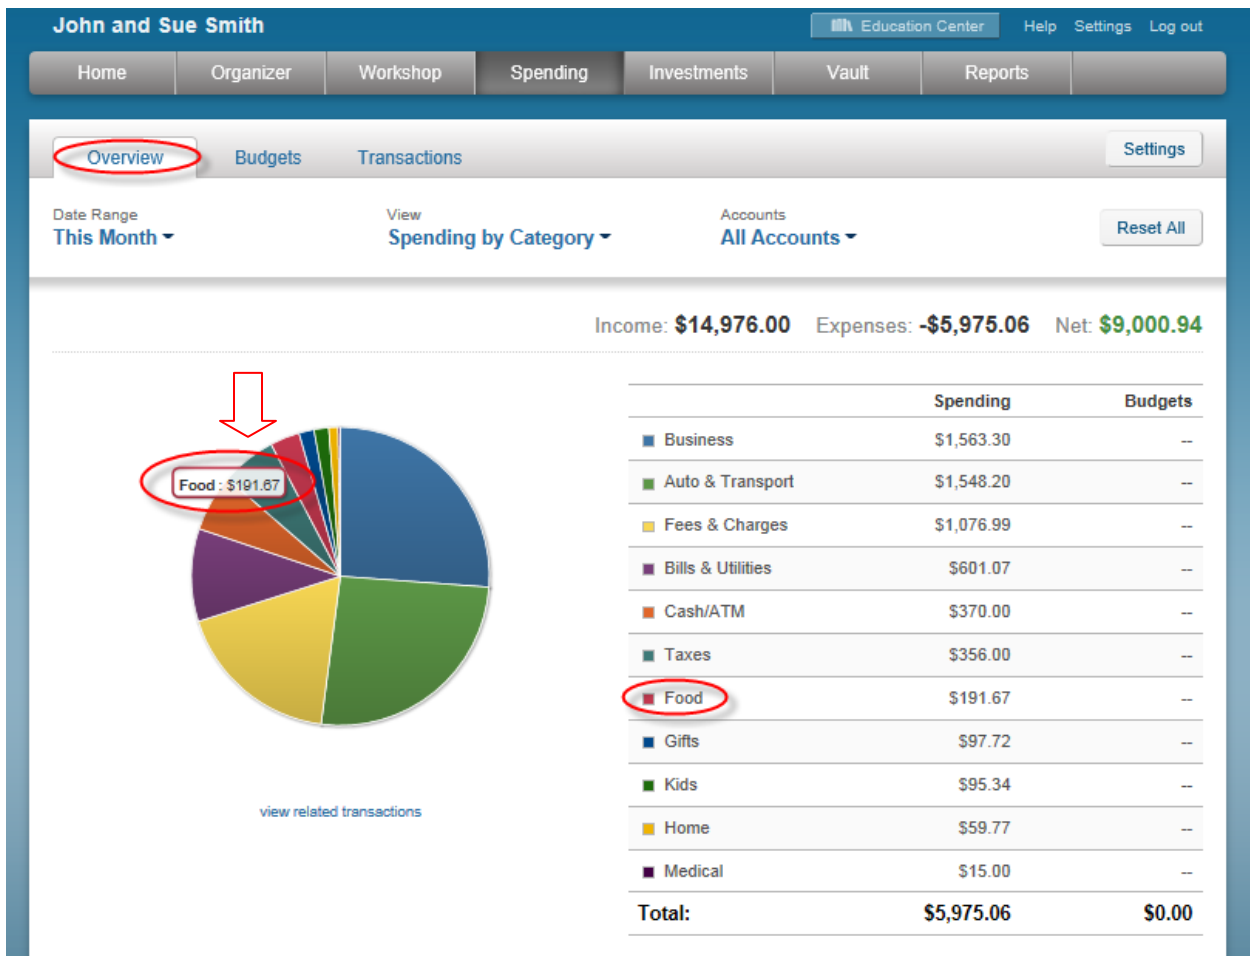 John and Sue Smith
Education Center Help Settings Log out
Home Organizer Workshop Spending Investments Vault Reports
Overview Budgets Transactions Settings
Date Range View Accounts
This Month Spending by Category All Accounts Reset All
Income: $14,976.00 Expenses: -$5,975.06 Net: $9,000.94
Food : $191.67
view related transactions
Spending Budgets
Business $1,563.30 --
Auto & Transport $1,548.20 --
Fees & Charges $1,076.99 --
Bills & Utilities $601.07 --
Cash/ATM $370.00 --
Taxes $356.00 --
Food $191.67 --
Gifts $97.72 --
Kids $95.34 --
Home $59.77 --
Medical $15.00 --
Total: $5,975.06 $0.00